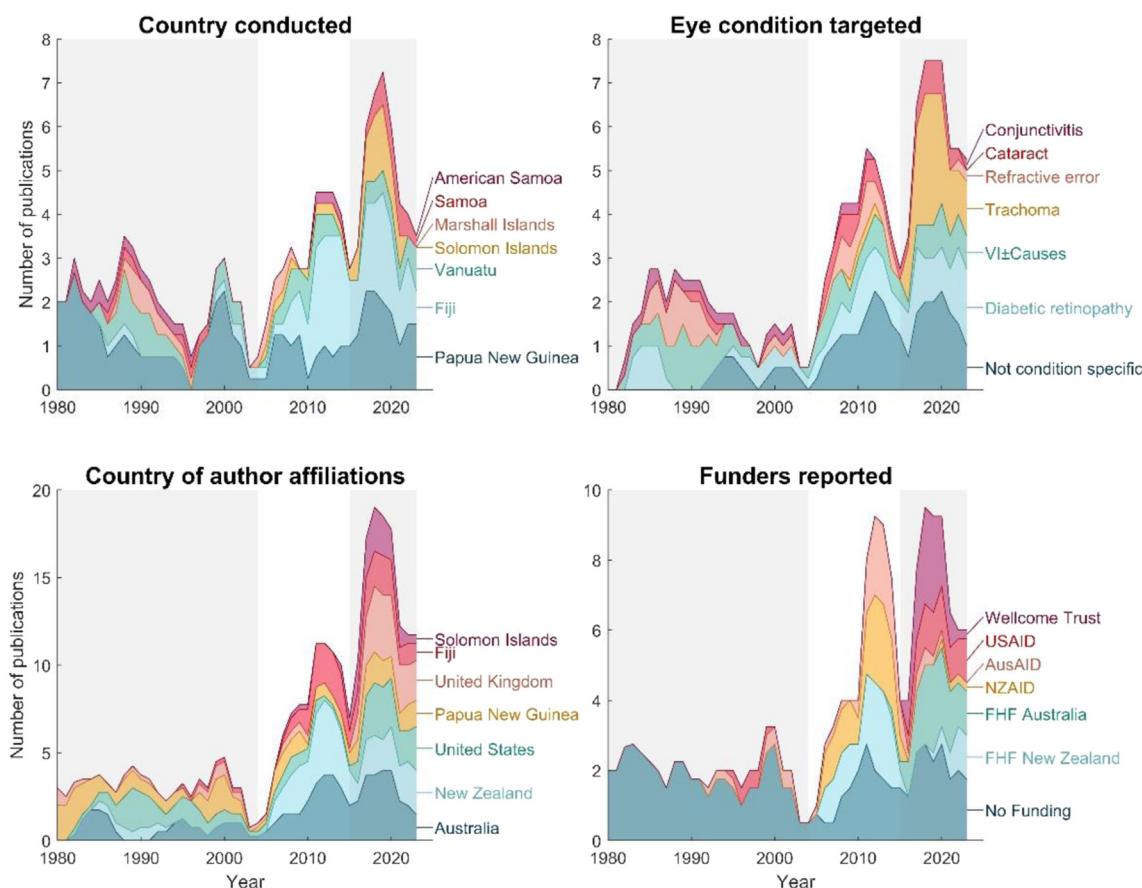 Country conducted
Number of publications
8
7
6
5
4
3
2
1
0
1980
1990
2000
2010
2020
American Samoa
Samoa
Marshall Islands
Solomon Islands
Vanuatu
Fiji
Papua New Guinea
Eye condition targeted
8
7
6
5
4
3
2
1
0
1980
1990
2000
2010
2020
Conjunctivitis
Cataract
Refractive error
Trachoma
VI±Causes
Diabetic retinopathy
Not condition specific
Country of author affiliations
Number of publications
20
15
10
5
0
1980
1990
2000
2010
2020
Year
Solomon Islands
Fiji
United Kingdom
Papua New Guinea
United States
New Zealand
Australia
Funders reported
10
8
6
4
2
0
1980
1990
2000
2010
2020
Year
Wellcome Trust
USAID
AusAID
NZAID
FHF Australia
FHF New Zealand
No Funding